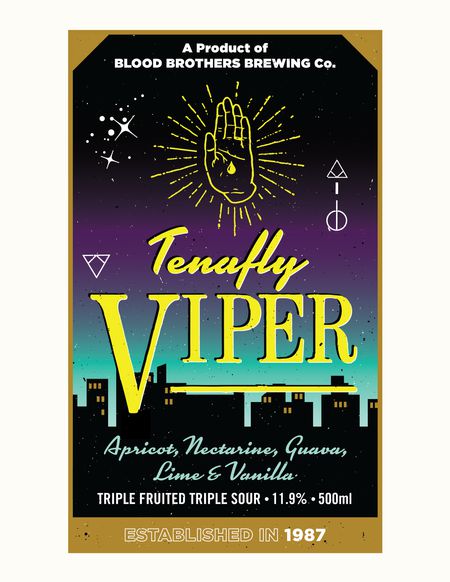 A Product of
BLOOD BROTHERS BREWING Co.
Tenafly
VIPER
Apricot, Nectarine, Guava,
Lime & Vanilla
TRIPLE FRUITED TRIPLE SOUR • 11.9% • 500ml
ESTABLISHED IN 1987